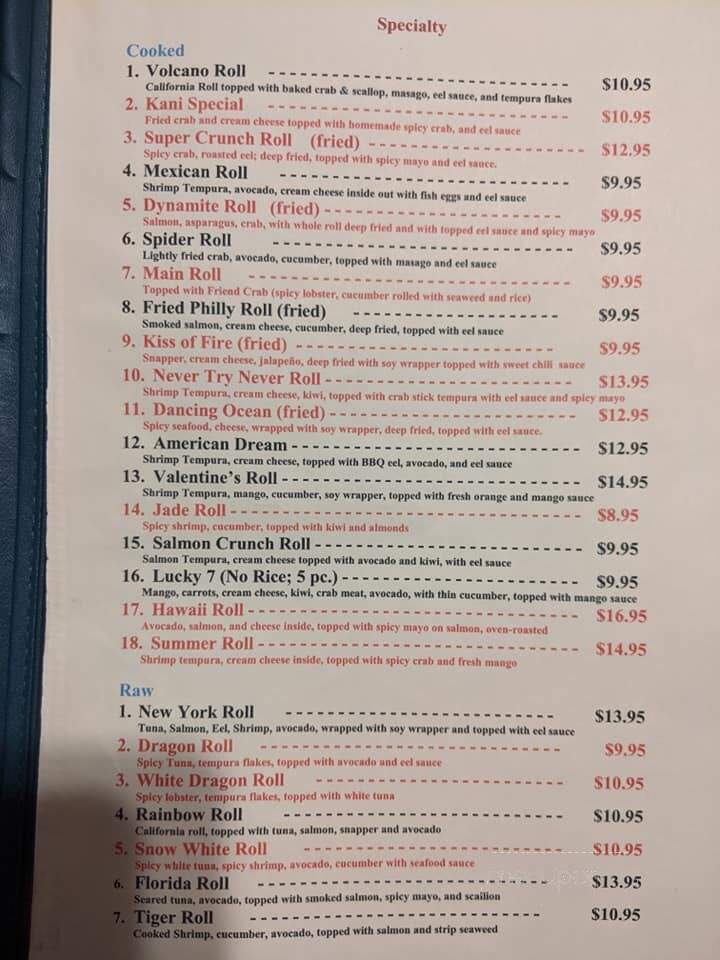 Specialty
Cooked
1. Volcano Roll - - - - - - - - - - - - - - - - - - - - - - - - $10.95
California Roll topped with baked crab & scallop, masago, eel sauce, and tempura flakes
2. Kani Special - - - - - - - - - - - - - - - - - - - - - - - - $10.95
Fried crab and cream cheese topped with homemade spicy crab, and eel sauce
3. Super Crunch Roll (fried) - - - - - - - - - - - - - - - - - $12.95
Spicy crab, roasted eel; deep fried, topped with spicy mayo and eel sauce.
4. Mexican Roll - - - - - - - - - - - - - - - - - - - - - - - $9.95
Shrimp Tempura, avocado, cream cheese inside out with fish eggs and eel sauce
5. Dynamite Roll (fried) - - - - - - - - - - - - - - - - - - - $9.95
Salmon, asparagus, crab, with whole roll deep fried and with topped eel sauce and spicy mayo
6. Spider Roll - - - - - - - - - - - - - - - - - - - - - - - - $9.95
Lightly fried crab, avocado, cucumber, topped with masago and eel sauce
7. Main Roll - - - - - - - - - - - - - - - - - - - - - - - - - $9.95
Topped with Friend Crab (spicy lobster, cucumber rolled with seaweed and rice)
8. Fried Philly Roll (fried) - - - - - - - - - - - - - - - - - $9.95
Smoked salmon, cream cheese, cucumber, deep fried, topped with eel sauce
9. Kiss of Fire (fried) - - - - - - - - - - - - - - - - - - - - $9.95
Snapper, cream cheese, jalapeño, deep fried with soy wrapper topped with sweet chili sauce
10. Never Try Never Roll - - - - - - - - - - - - - - - - - - - $13.95
Shrimp Tempura, cream cheese, kiwi, topped with crab stick tempura with eel sauce and spicy mayo
11. Dancing Ocean (fried) - - - - - - - - - - - - - - - - - - - $12.95
Spicy seafood, cheese, wrapped with soy wrapper, deep fried, topped with eel sauce.
12. American Dream - - - - - - - - - - - - - - - - - - - - - - $12.95
Shrimp Tempura, cream cheese, topped with BBQ eel, avocado, and eel sauce
13. Valentine's Roll - - - - - - - - - - - - - - - - - - - - - - $14.95
Shrimp Tempura, mango, cucumber, soy wrapper, topped with fresh orange and mango sauce
14. Jade Roll - - - - - - - - - - - - - - - - - - - - - - - - - $8.95
Spicy shrimp, cucumber, topped with kiwi and almonds
15. Salmon Crunch Roll - - - - - - - - - - - - - - - - - - - - $9.95
Salmon Tempura, cream cheese topped with avocado and kiwi, with eel sauce
16. Lucky 7 (No Rice; 5 pc.) - - - - - - - - - - - - - - - - - - $9.95
Mango, carrots, cream cheese, kiwi, crab meat, avocado, with thin cucumber, topped with mango sauce
17. Hawaii Roll - - - - - - - - - - - - - - - - - - - - - - - - $16.95
Avocado, salmon, and cheese inside, topped with spicy mayo on salmon, oven-roasted
18. Summer Roll - - - - - - - - - - - - - - - - - - - - - - - - $14.95
Shrimp tempura, cream cheese inside, topped with spicy crab and fresh mango
Raw
1. New York Roll - - - - - - - - - - - - - - - - - - - - - - $13.95
Tuna, Salmon, Eel, Shrimp, avocado, wrapped with soy wrapper and topped with eel sauce
2. Dragon Roll - - - - - - - - - - - - - - - - - - - - - - - - $9.95
Spicy Tuna, tempura flakes, topped with avocado and eel sauce
3. White Dragon Roll - - - - - - - - - - - - - - - - - - - - $10.95
Spicy lobster, tempura flakes, topped with white tuna
4. Rainbow Roll - - - - - - - - - - - - - - - - - - - - - - - $10.95
California roll, topped with tuna, salmon, snapper and avocado
5. Snow White Roll - - - - - - - - - - - - - - - - - - - - - $10.95
Spicy white tuna, spicy shrimp, avocado, cucumber with seafood sauce
6. Florida Roll - - - - - - - - - - - - - - - - - - - - - - - - $13.95
Seared tuna, avocado, topped with smoked salmon, spicy mayo, and scailion
7. Tiger Roll - - - - - - - - - - - - - - - - - - - - - - - - $10.95
Cooked Shrimp, cucumber, avocado, topped with salmon and strip seaweed